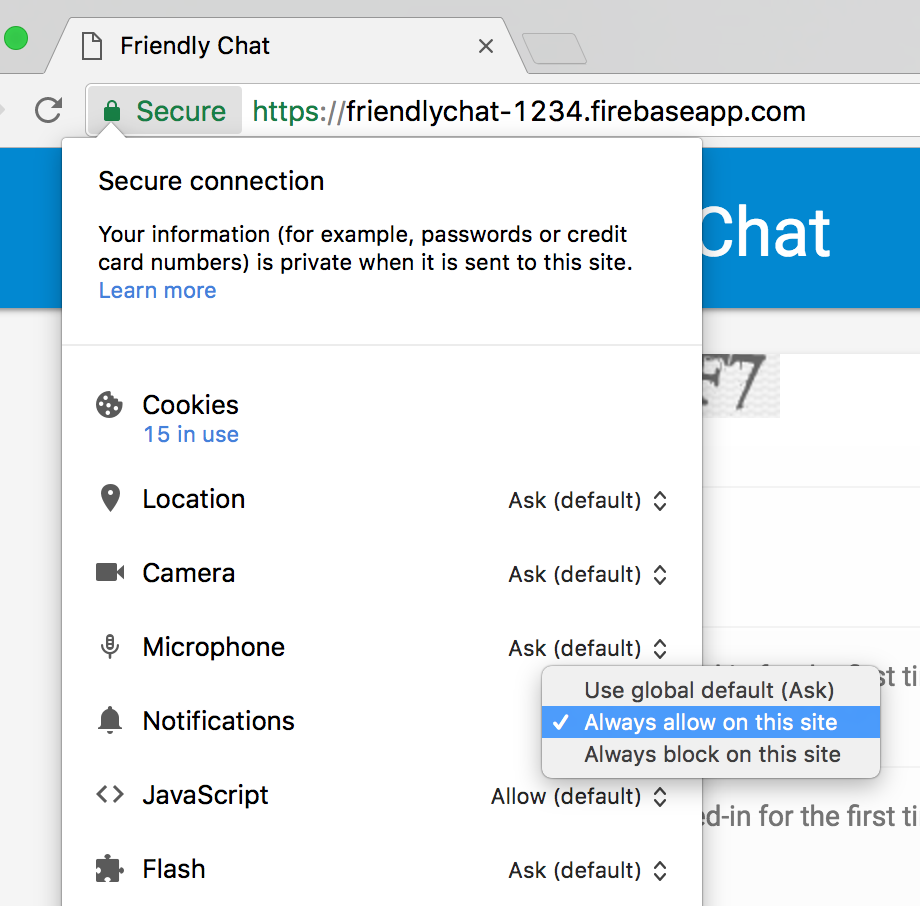 Friendly Chat
Secure https://friendlychat-1234.firebaseapp.com
Secure connection
Your information (for example, passwords or credit
card numbers) is private when it is sent to this site.
Learn more
Chat
F7
Cookies
15 in use
Location Ask (default)
Camera Ask (default)
Microphone Ask (default)
Notifications
Use global default (Ask)
Always allow on this site
Always block on this site
JavaScript Allow (default)
ed-in for the first ti
Flash Ask (default)